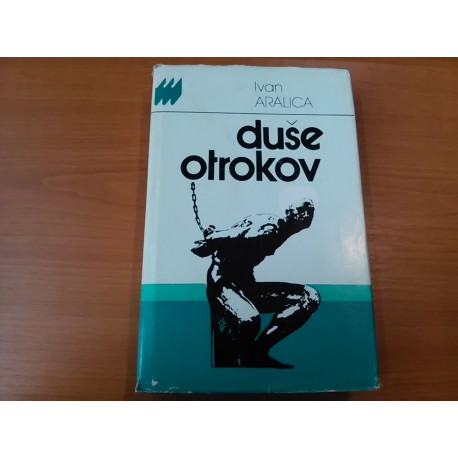 Ivan
ARALICA
duše
otrokov